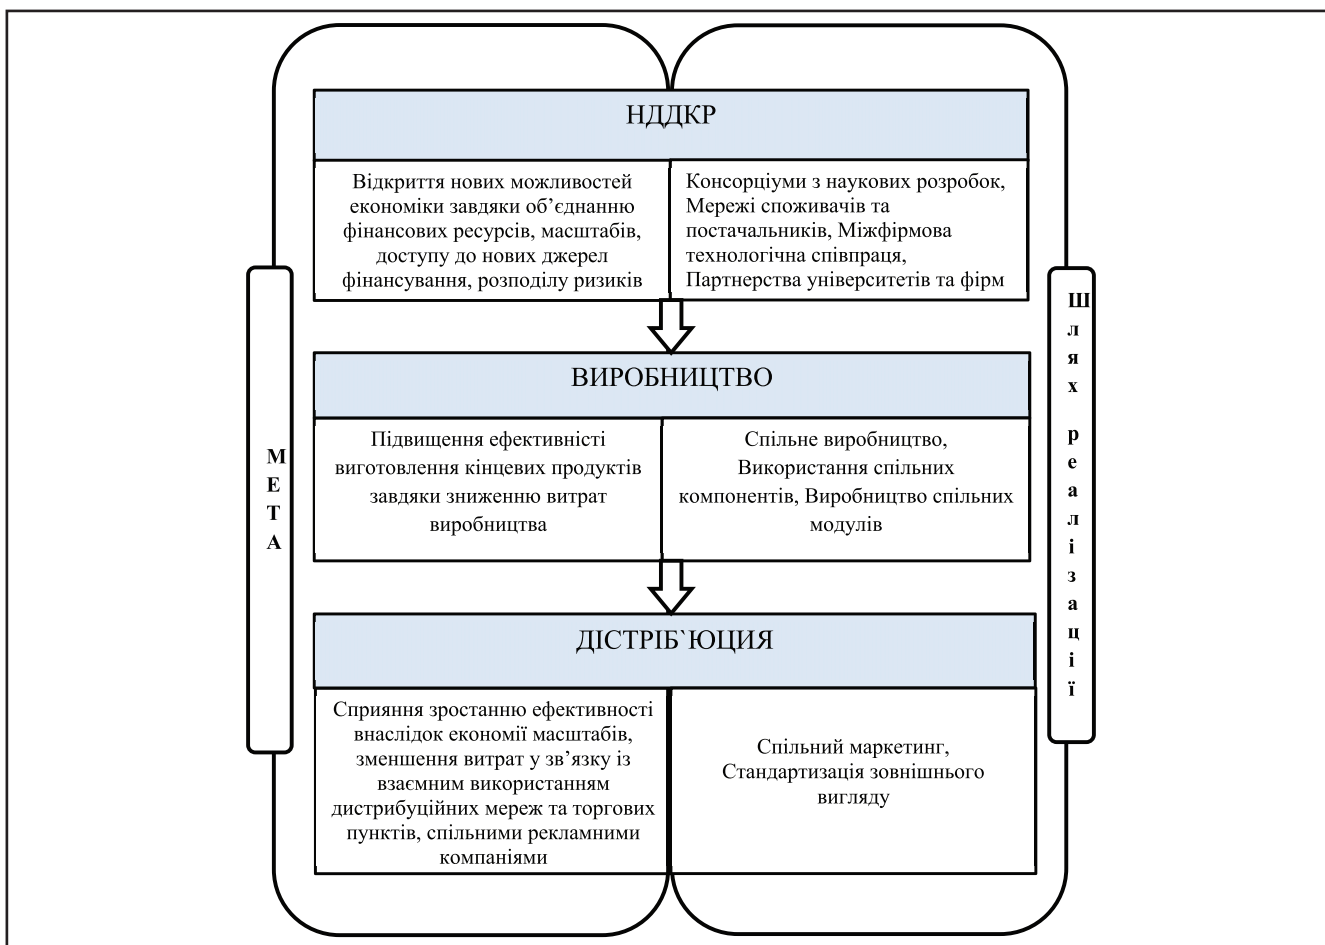 НДДКР
Відкриття нових можливостей
економіки завдяки об’єднанню
фінансових ресурсів, масштабів,
доступу до нових джерел
фінансування, розподілу ризиків
Консорціуми з наукових розробок,
Мережі споживачів та
постачальників, Міжфірмова
технологічна співпраця,
Партнерства університетів та фірм
ВИРОБНИЦТВО
Підвищення ефективністі
виготовлення кінцевих продуктів
завдяки зниженню витрат
виробництва
Спільне виробництво,
Використання спільних
компонентів, Виробництво спільних
модулів
ДІСТРІБ`ЮЦИЯ
Сприяння зростанню ефективності
внаслідок економії масштабів,
зменшення витрат у зв’язку із
взаємним використанням
дистрибуційних мереж та торгових
пунктів, спільними рекламними
компаніями
Спільний маркетинг,
Стандартизація зовнішнього
вигляду
МЕТА
Шлях реалізації